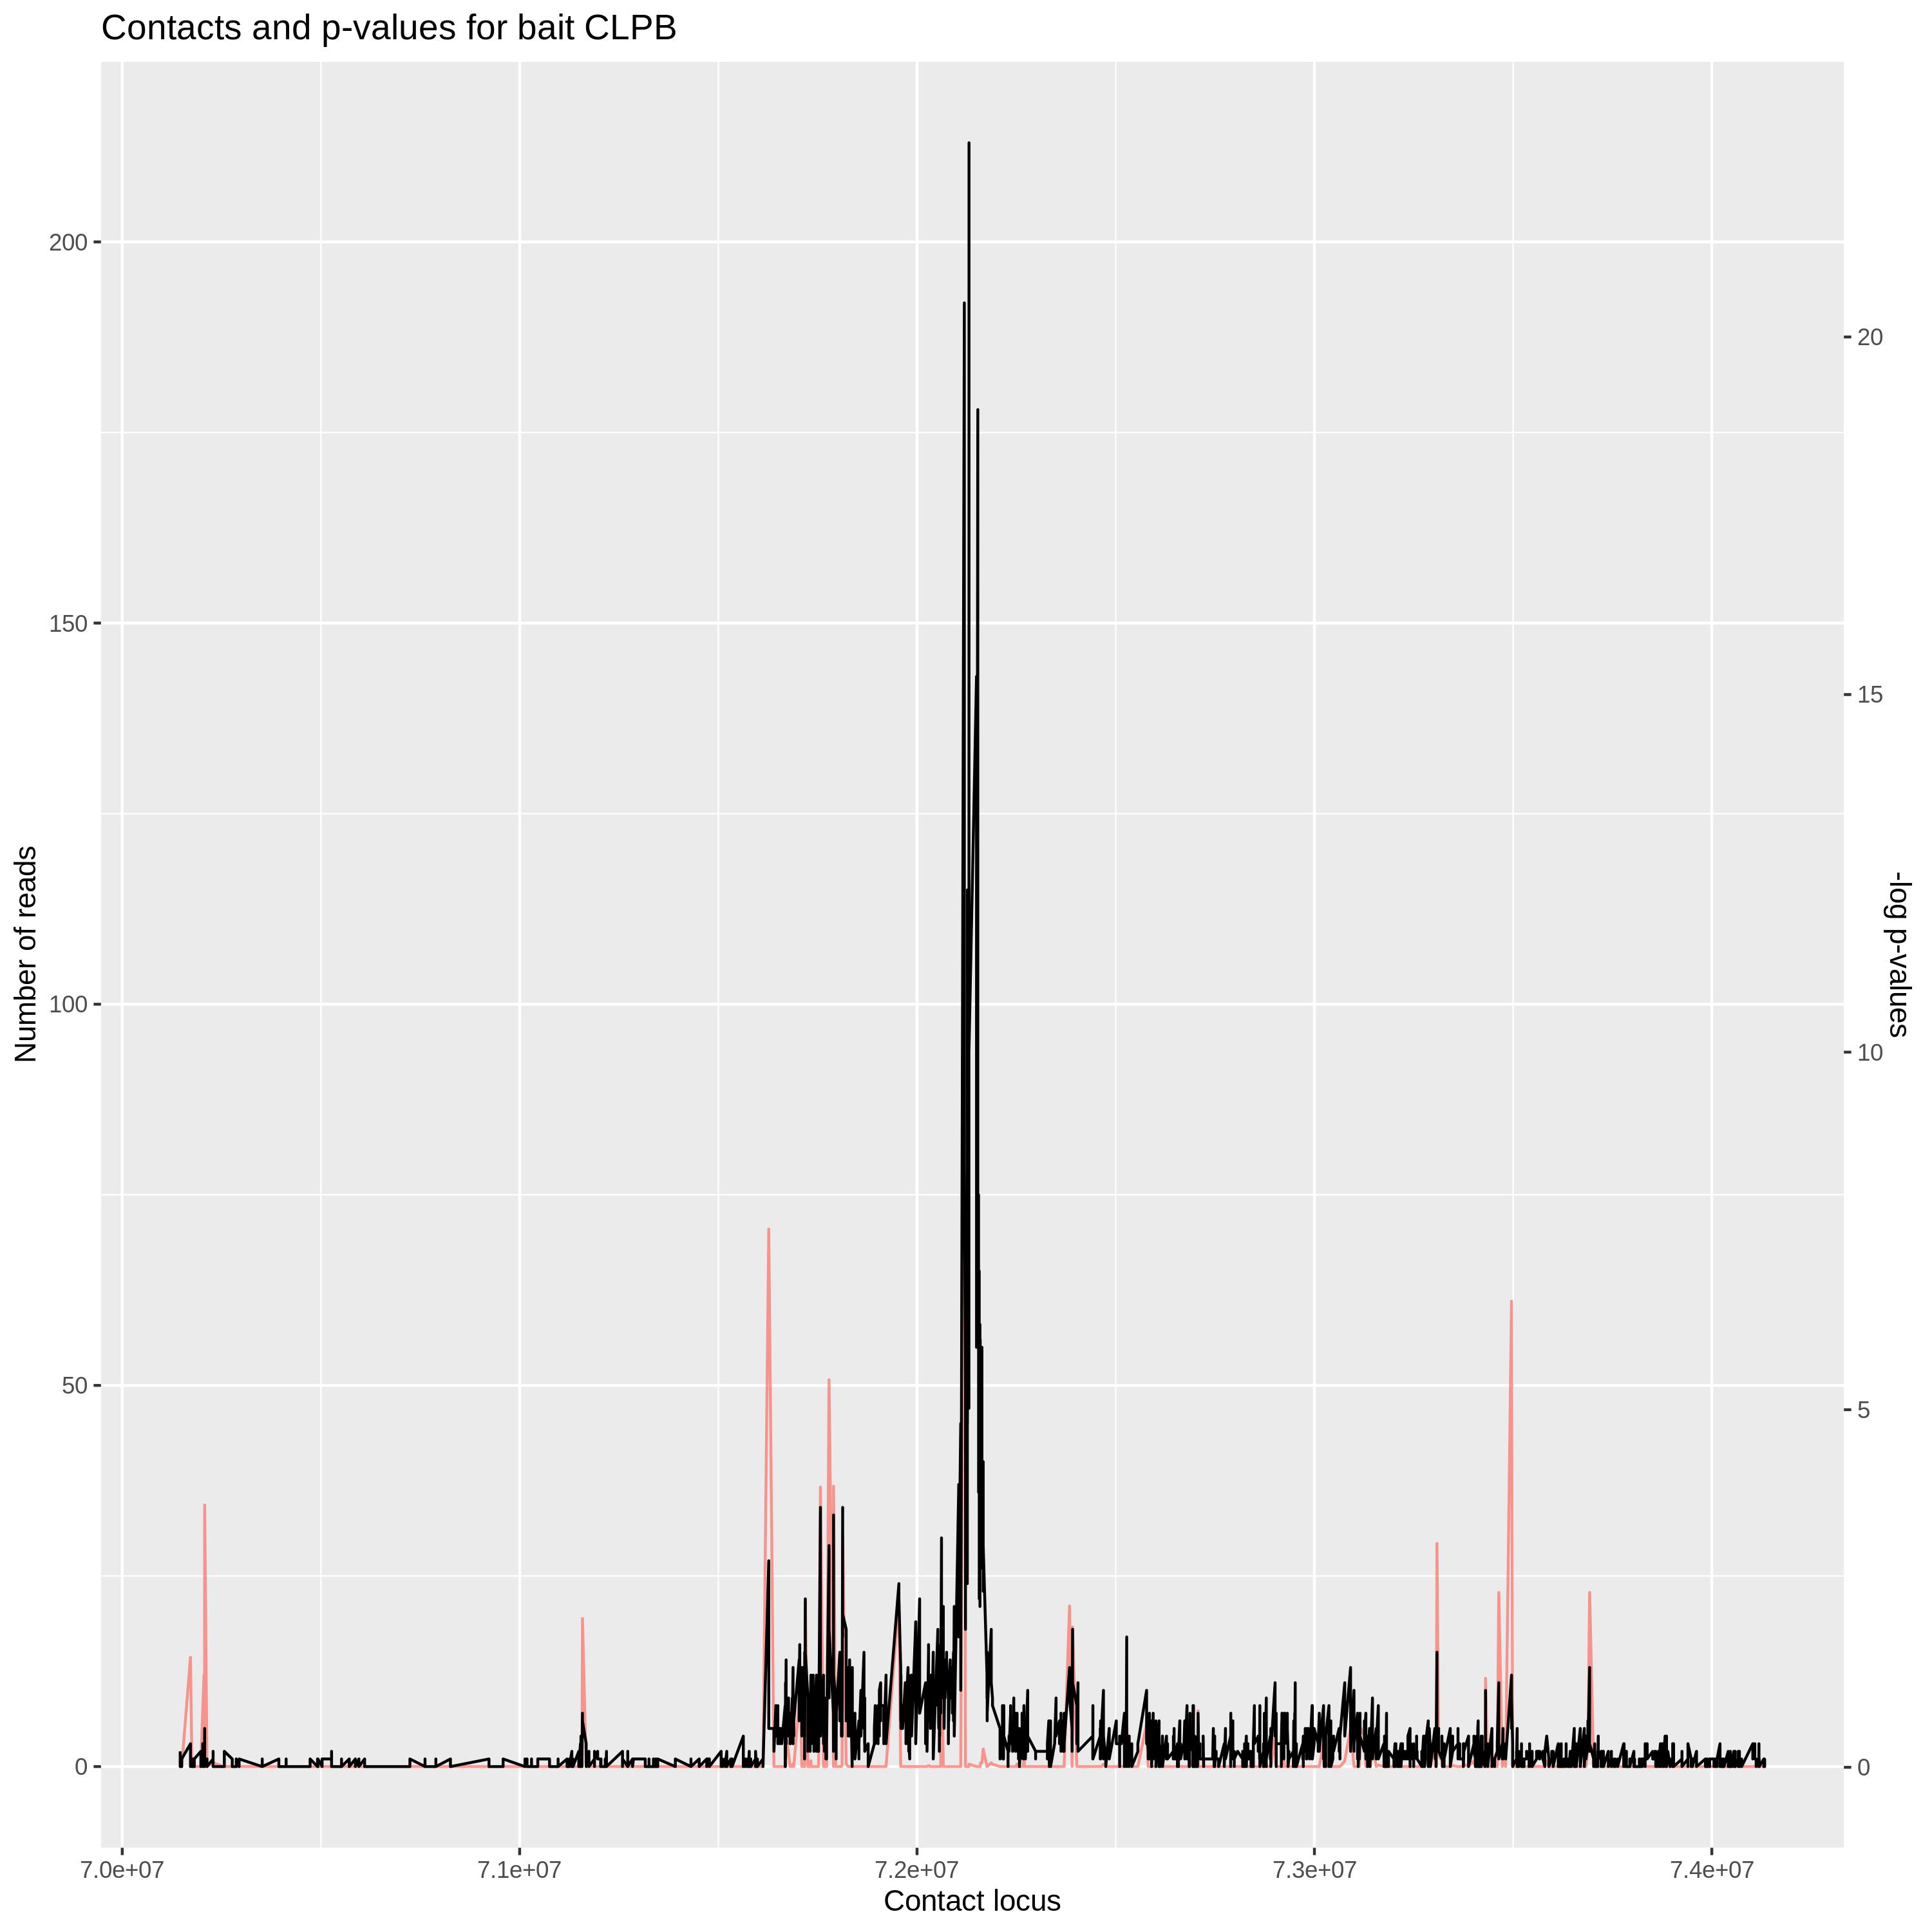 Contacts and p-values for bait CLPB
200
150
100
50
0
Number of reads
20
15
10
5
0
-log p-values
7.0e+07
7.1e+07
7.2e+07
7.3e+07
7.4e+07
Contact locus